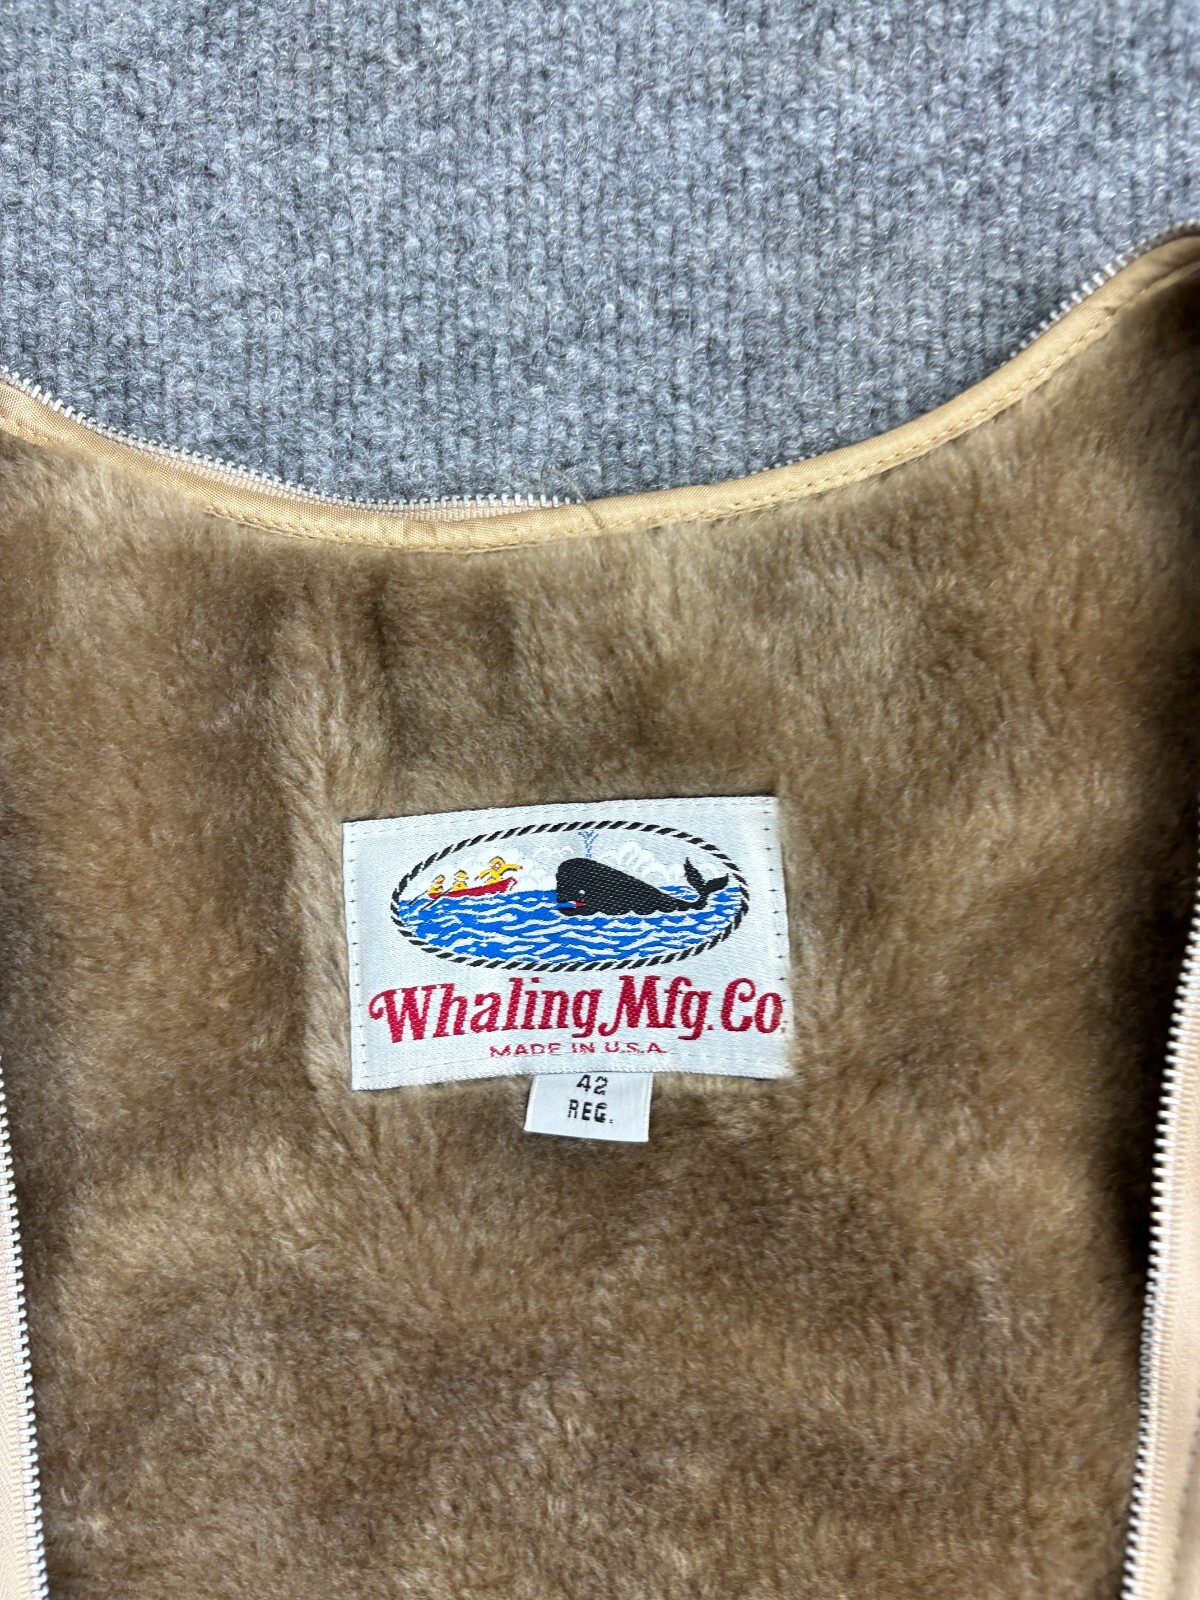 Whaling Mfg. Co.
MADE IN U.S.A.
42
REG.